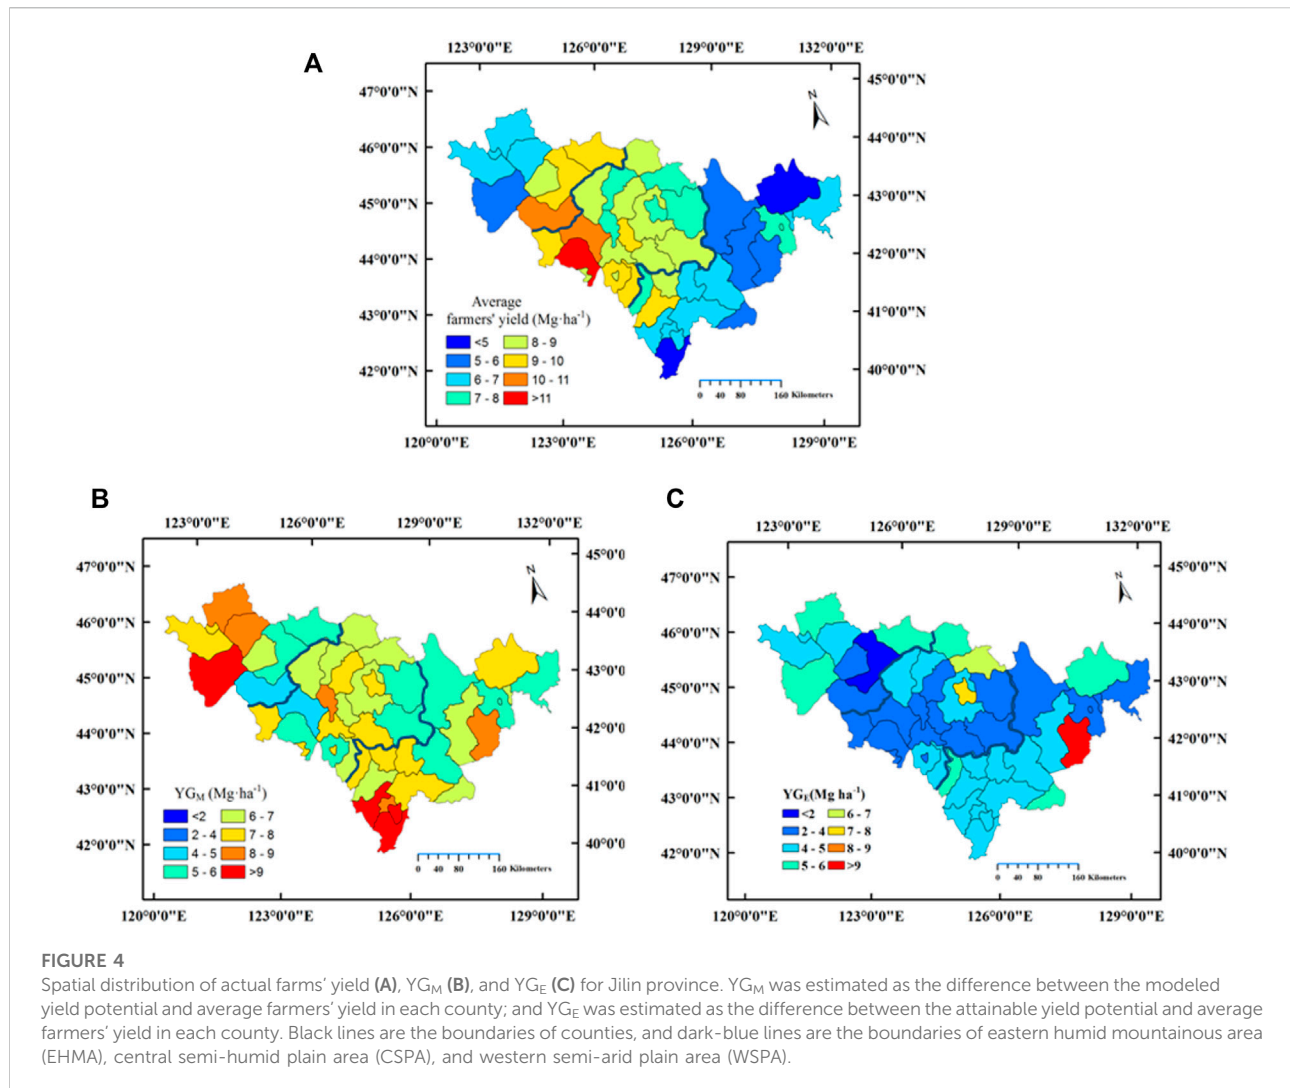 A
123°0'0"E 126°0'0"E 129°0'0"E 132°0'0"E
47°0'0"N
46°0'0"N
45°0'0"N
44°0'0"N
43°0'0"N
42°0'0"N
45°0'0"N
44°0'0"N
43°0'0"N
42°0'0"N
41°0'0"N
40°0'0"N
N
Average
farmers' yield (Mg·ha⁻¹)
<5 8 - 9
5 - 6 9 - 10
6 - 7 10 - 11
7 - 8 >11
0 40 80 160 Kilometers
120°0'0"E 123°0'0"E 126°0'0"E 129°0'0"E
B
123°0'0"E 126°0'0"E 129°0'0"E 132°0'0"E
47°0'0"N
46°0'0"N
45°0'0"N
44°0'0"N
43°0'0"N
42°0'0"N
45°0'0
44°0'0
43°0'0
42°0'0
41°0'0
40°0'0
N
YGM (Mg·ha⁻¹)
<2 6 - 7
2 - 4 7 - 8
4 - 5 8 - 9
5 - 6 >9
0 40 80 160 Kilometers
120°0'0"E 123°0'0"E 126°0'0"E 129°0'0"E
C
123°0'0"E 126°0'0"E 129°0'0"E 132°0'0"E
47°0'0"N
46°0'0"N
45°0'0"N
44°0'0"N
43°0'0"N
42°0'0"N
45°0'0"N
44°0'0"N
43°0'0"N
42°0'0"N
41°0'0"N
40°0'0"N
N
YGE(Mg ha⁻¹)
<2 6 - 7
2 - 4 7 - 8
4 - 5 8 - 9
5 - 6 >9
0 40 80 160 Kilometers
120°0'0"E 123°0'0"E 126°0'0"E 129°0'0"E
FIGURE 4
Spatial distribution of actual farms' yield (A), YGM (B), and YGE (C) for Jilin province. YGM was estimated as the difference between the modeled
yield potential and average farmers' yield in each county; and YGE was estimated as the difference between the attainable yield potential and average
farmers' yield in each county. Black lines are the boundaries of counties, and dark-blue lines are the boundaries of eastern humid mountainous area
(EHMA), central semi-humid plain area (CSPA), and western semi-arid plain area (WSPA).